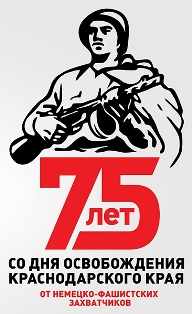 75
лет
СО ДНЯ ОСВОБОЖДЕНИЯ
КРАСНОДАРСКОГО КРАЯ
ОТ НЕМЕЦКО-ФАШИСТСКИХ
ЗАХВАТЧИКОВ